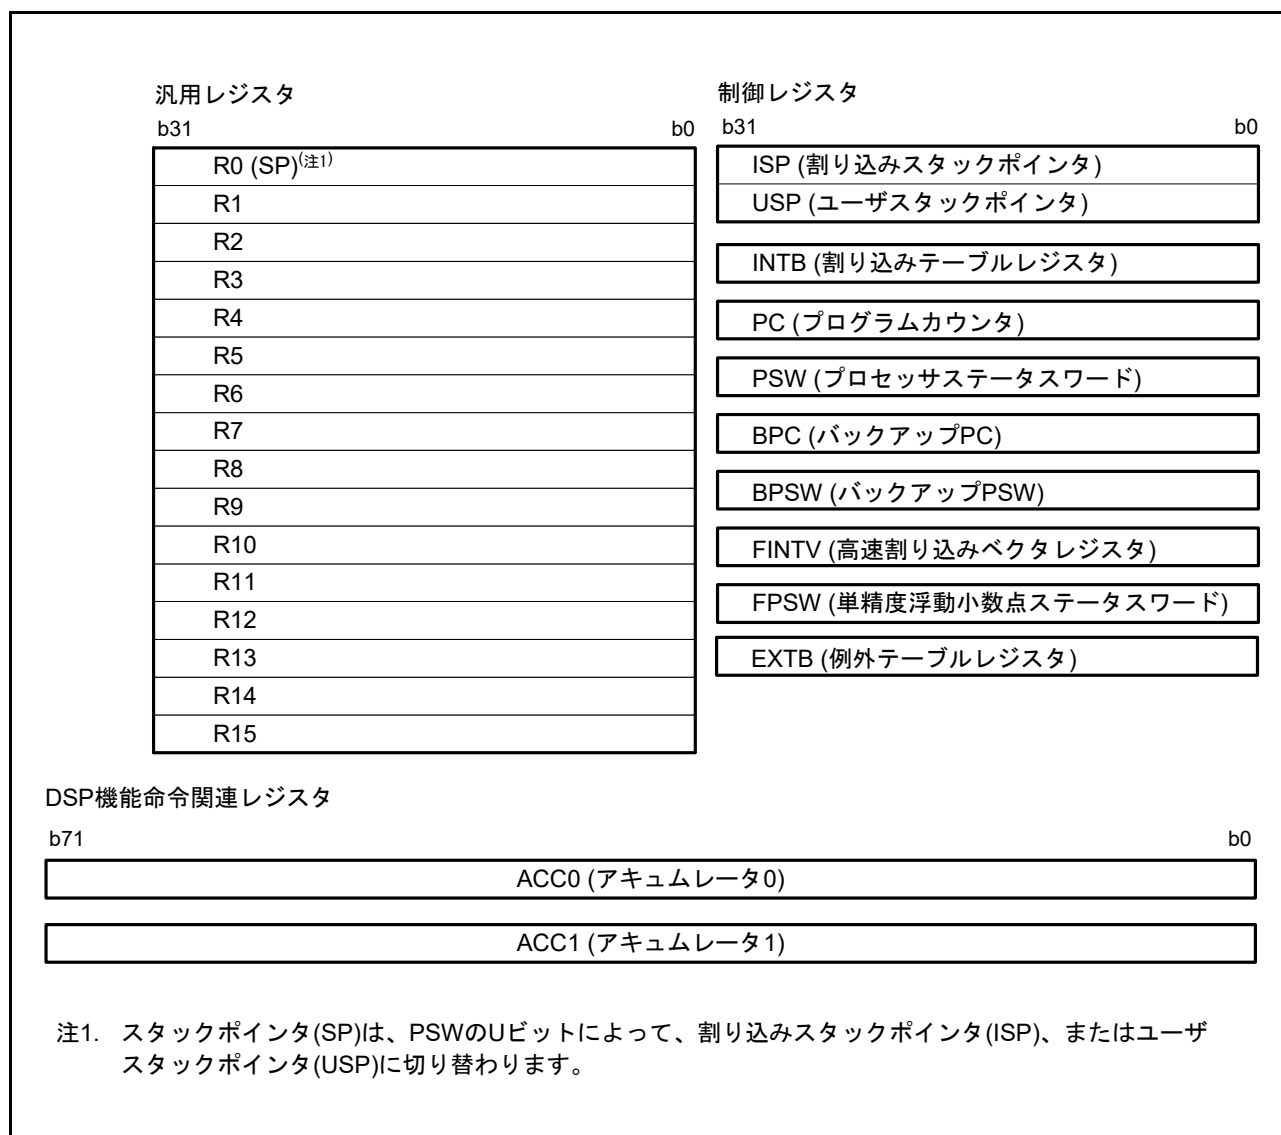 汎用レジスタ
b31 b0
R0 (SP)(注1)
R1
R2
R3
R4
R5
R6
R7
R8
R9
R10
R11
R12
R13
R14
R15
制御レジスタ
b31 b0
ISP (割り込みスタックポインタ)
USP (ユーザスタックポインタ)
INTB (割り込みテーブルレジスタ)
PC (プログラムカウンタ)
PSW (プロセッサステータスワード)
BPC (バックアップPC)
BPSW (バックアップPSW)
FINTV (高速割り込みベクタレジスタ)
FPSW (単精度浮動小数点ステータスワード)
EXTB (例外テーブルレジスタ)
DSP機能命令関連レジスタ
b71 b0
ACC0 (アキュムレータ0)
ACC1 (アキュムレータ1)
注1. スタックポインタ(SP)は、PSWのUビットによって、割り込みスタックポインタ(ISP)、またはユーザ
スタックポインタ(USP)に切り替わります。